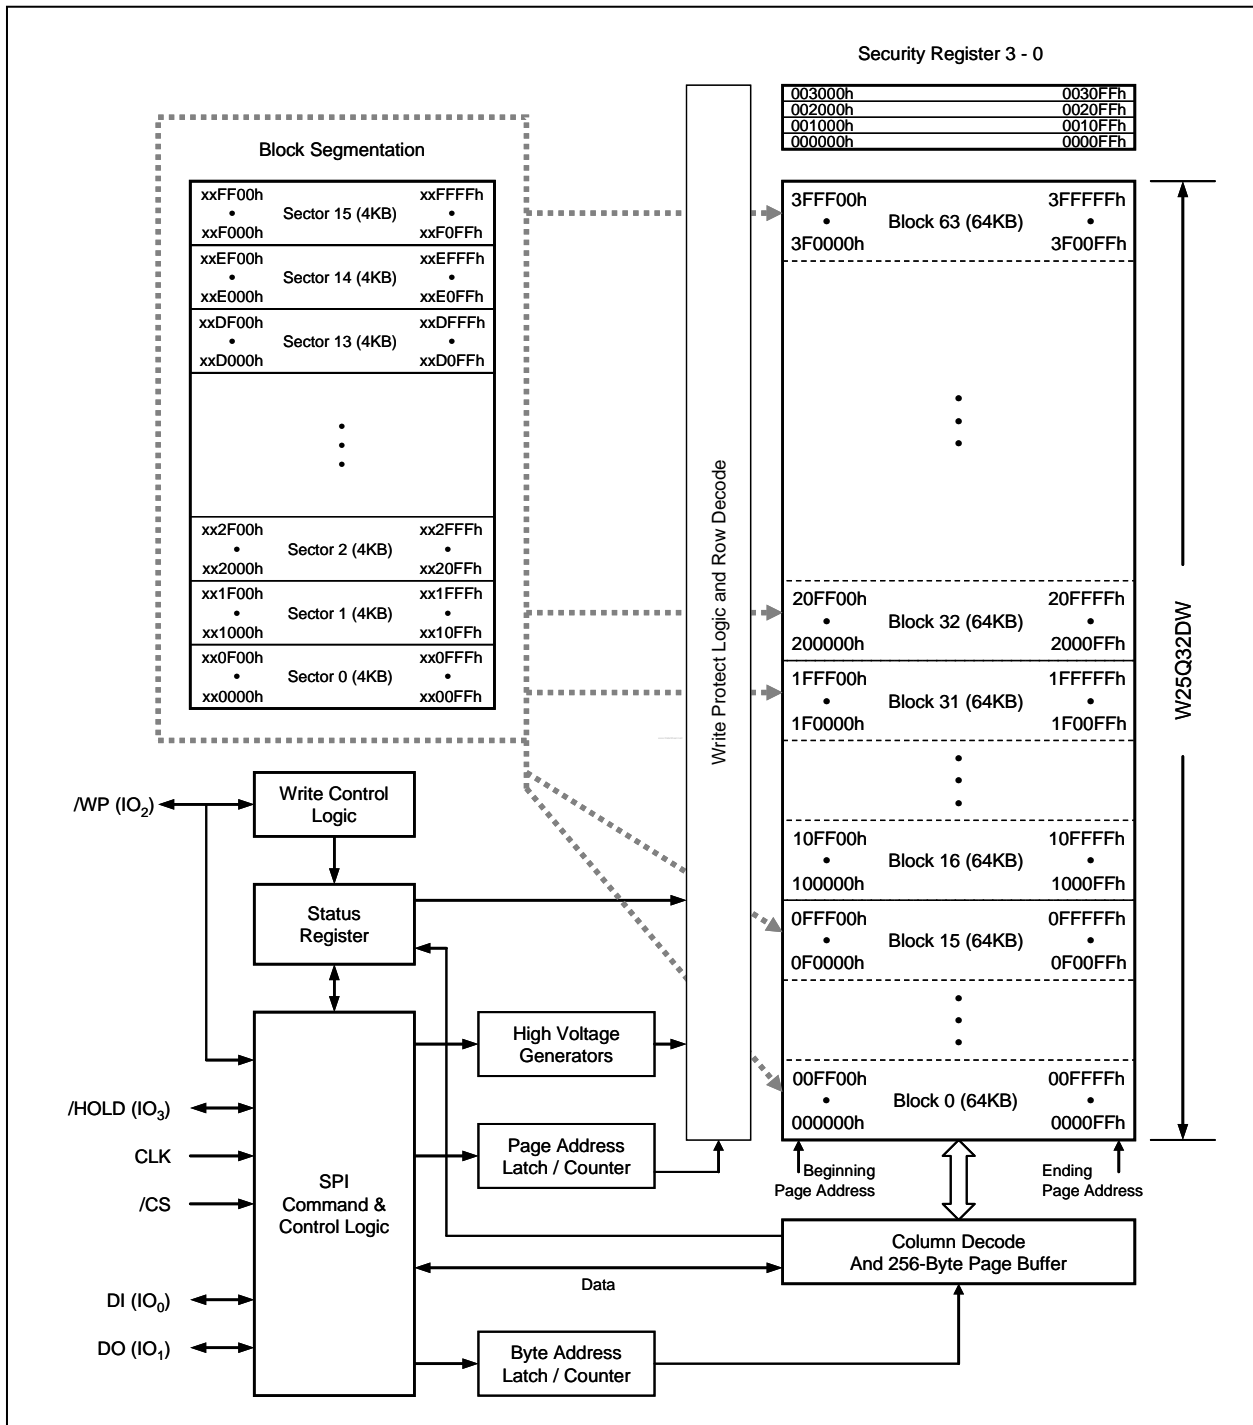 Security Register 3 - 0
003000h 0030FFh
002000h 0020FFh
001000h 0010FFh
000000h 0000FFh
Block Segmentation
xxFF00h xxFFFFh
Sector 15 (4KB)
xxF000h xxF0FFh
xxEF00h xxEFFFh
Sector 14 (4KB)
xxE000h xxE0FFh
xxDF00h xxDFFFh
Sector 13 (4KB)
xxD000h xxD0FFh
xx2F00h xx2FFFh
Sector 2 (4KB)
xx2000h xx20FFh
xx1F00h xx1FFFh
Sector 1 (4KB)
xx1000h xx10FFh
xx0F00h xx0FFFh
Sector 0 (4KB)
xx0000h xx00FFh
Write Protect Logic and Row Decode
3FFF00h 3FFFFFh
Block 63 (64KB)
3F0000h 3F00FFh
20FF00h 20FFFFh
Block 32 (64KB)
200000h 2000FFh
1FFF00h 1FFFFFh
Block 31 (64KB)
1F0000h 1F00FFh
10FF00h 10FFFFh
Block 16 (64KB)
100000h 1000FFh
0FFF00h 0FFFFFh
Block 15 (64KB)
0F0000h 0F00FFh
00FF00h 00FFFFh
Block 0 (64KB)
000000h 0000FFh
W25Q32DW
Beginning
Page Address
Ending
Page Address
/WP (IO2)
Write Control
Logic
Status
Register
High Voltage
Generators
/HOLD (IO3)
CLK
/CS
DI (IO0)
DO (IO1)
SPI
Command &
Control Logic
Page Address
Latch / Counter
Column Decode
And 256-Byte Page Buffer
Data
Byte Address
Latch / Counter